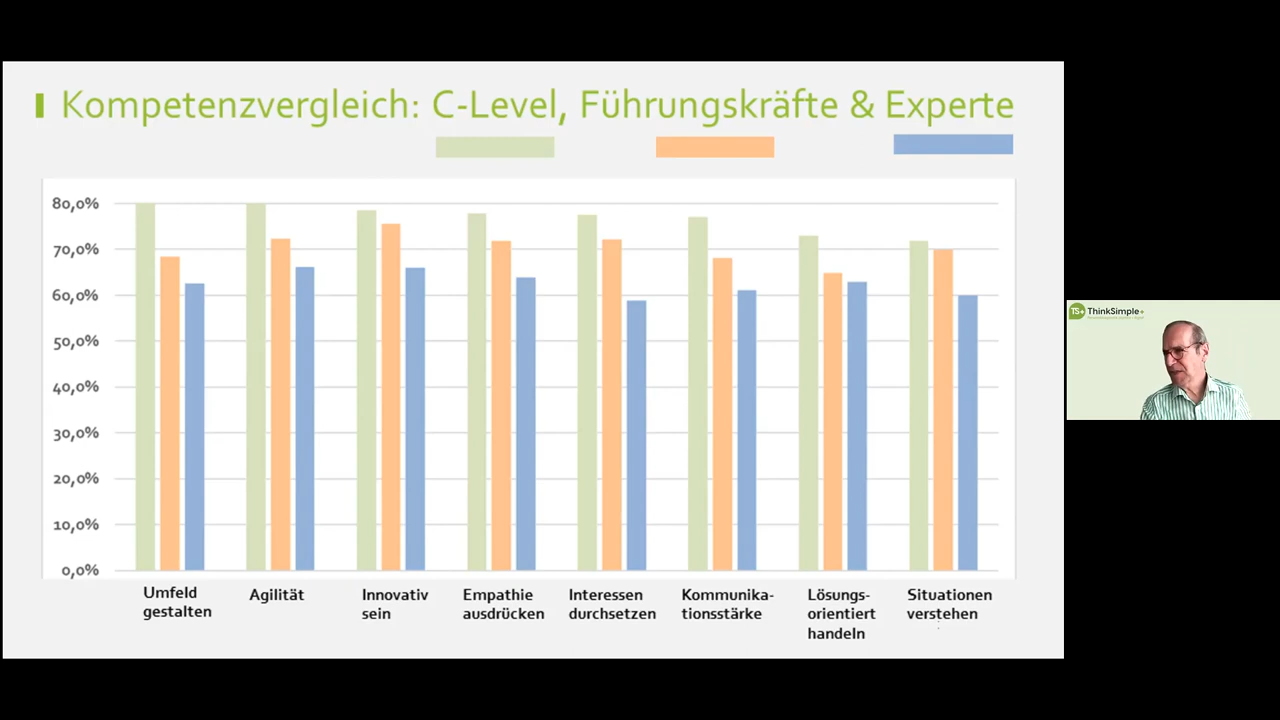 Kompetenzvergleich: C-Level, Führungskräfte & Experte
80,0%
70,0%
60,0%
50,0%
40,0%
30,0%
20,0%
10,0%
0,0%
Umfeld
gestalten
Agilität
Innovativ
sein
Empathie
ausdrücken
Interessen
durchsetzen
Kommunika-
tionsstärke
Lösungs-
orientiert
handeln
Situationen
verstehen
TS+ ThinkSimple+